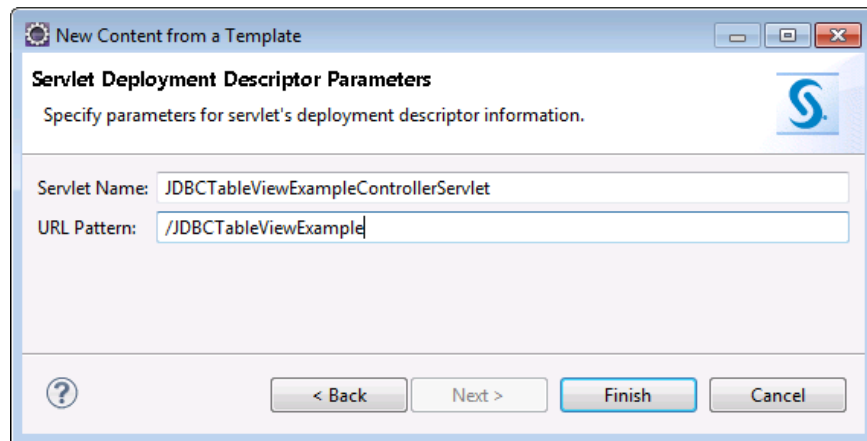 New Content from a Template
Servlet Deployment Descriptor Parameters
Specify parameters for servlet's deployment descriptor information.
Servlet Name: JDBCTableViewExampleControllerServlet
URL Pattern: /JDBCTableViewExample
< Back Next > Finish Cancel